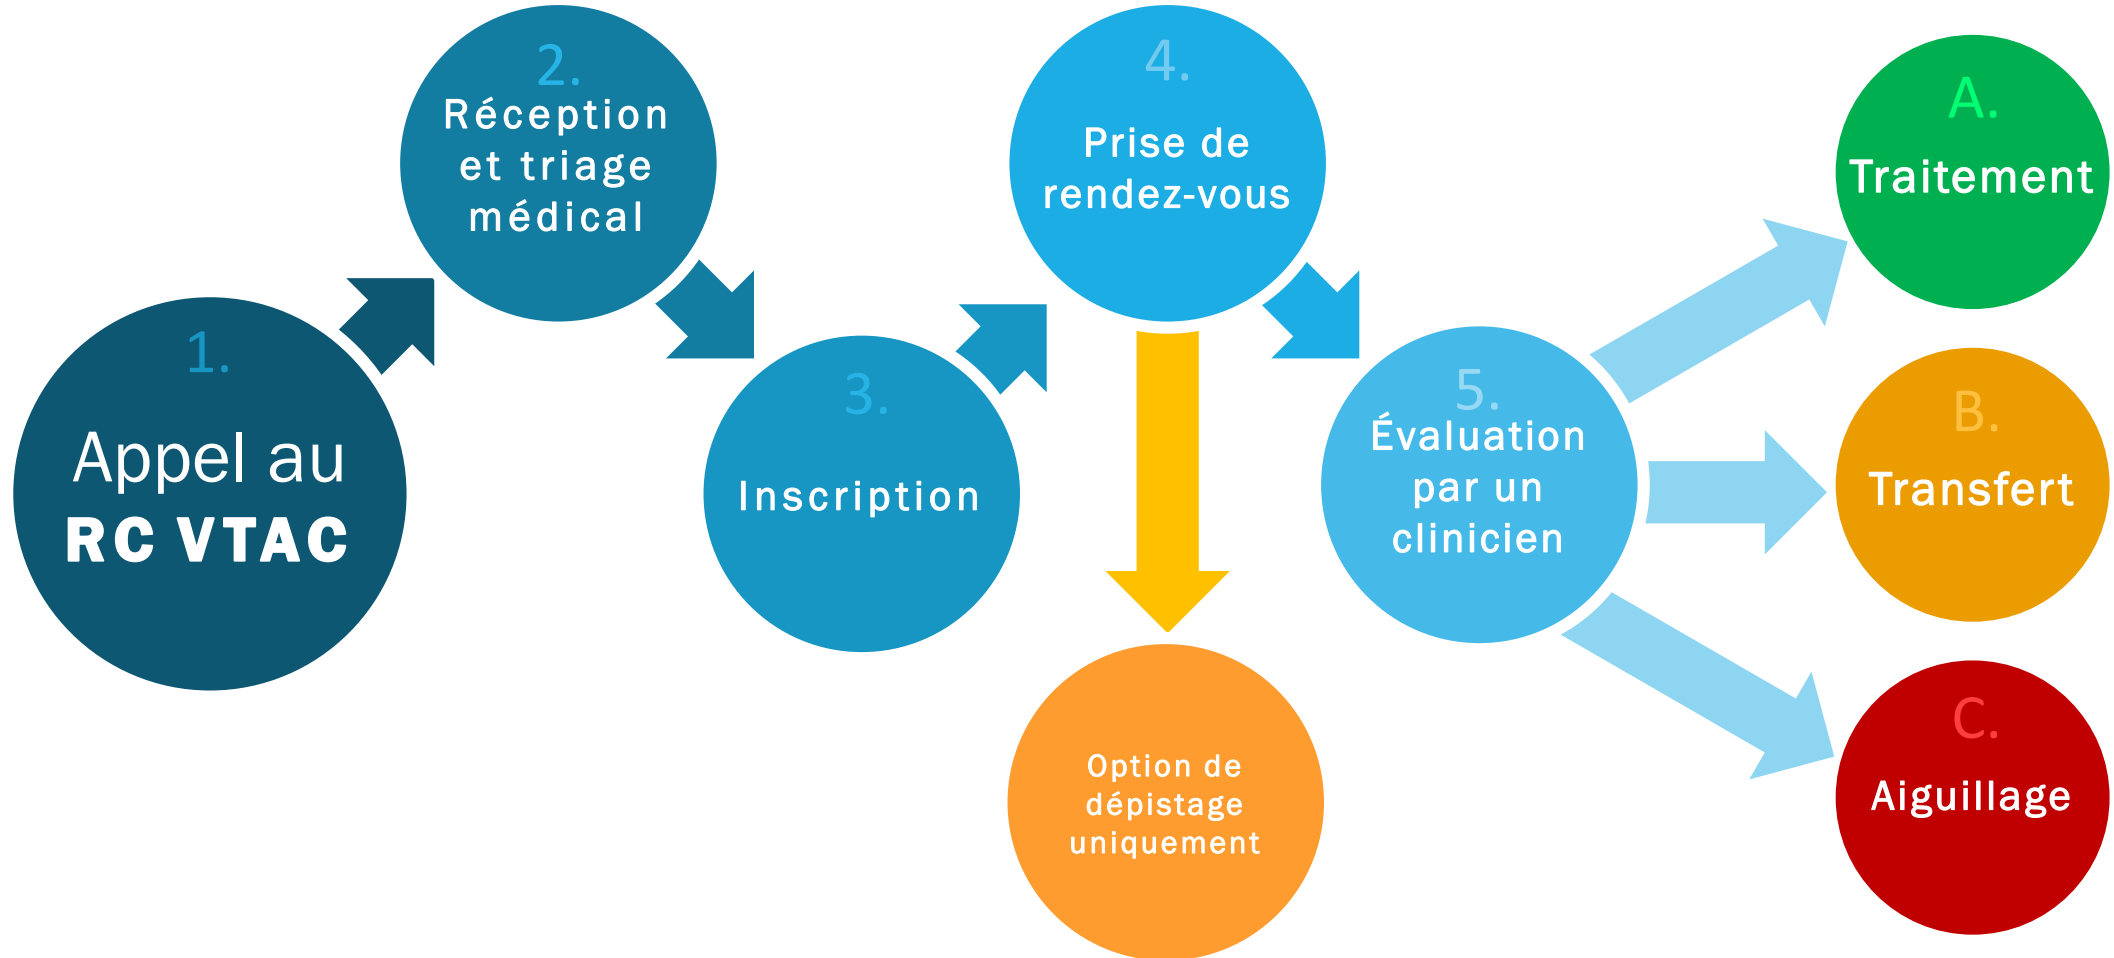 1.
Appel au
RC VTAC
2.
Réception
et triage
médical
3.
Inscription
4.
Prise de
rendez-vous
Option de
dépistage
uniquement
5.
Évaluation
par un
clinicien
A.
Traitement
B.
Transfert
C.
Aiguillage